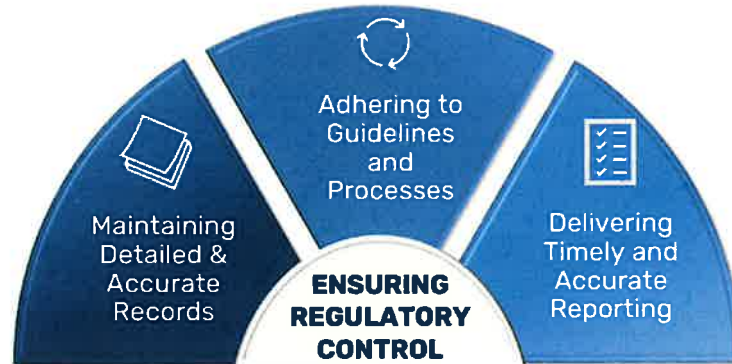 Maintaining
Detailed &
Accurate
Records
Adhering to
Guidelines
and
Processes
Delivering
Timely and
Accurate
Reporting
ENSURING
REGULATORY
CONTROL